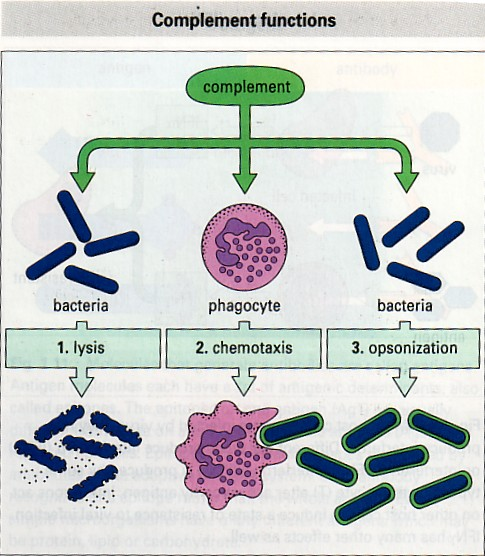 Complement functions
complement
bacteria
phagocyte
bacteria
1. lysis
2. chemotaxis
3. opsonization